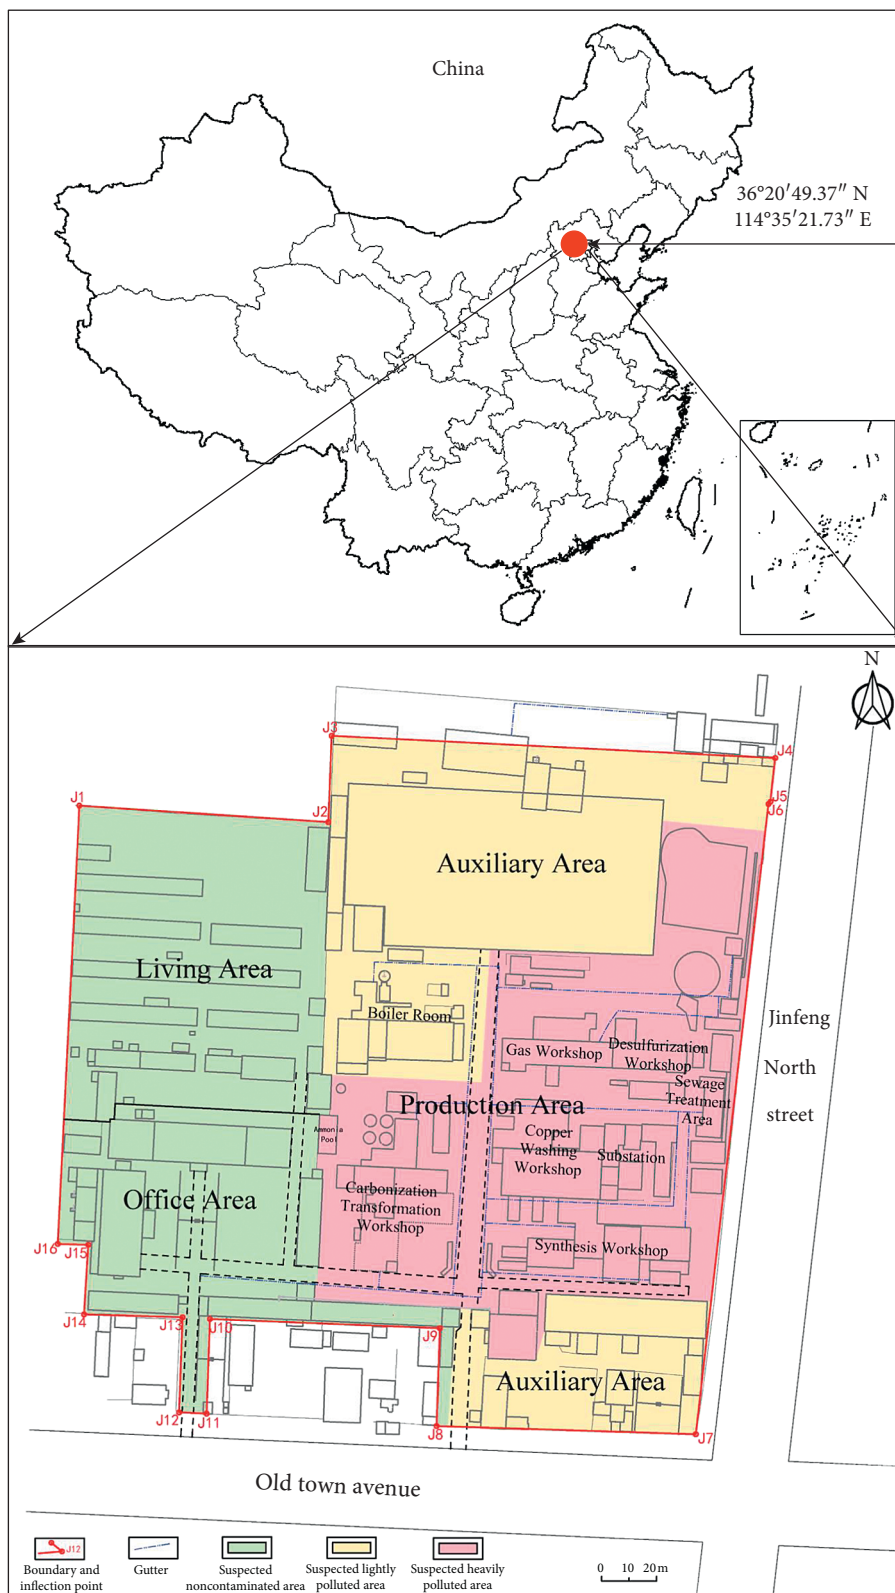 China
36°20′49.37″ N
114°35′21.73″ E
N
J3
J4
J5
J6
J1
J2
Auxiliary Area
Living Area
Boiler Room
Jinfeng
North
street
Gas Workshop
Desulfurization
Workshop
Sewage
Treatment
Area
Production Area
Ammonia
Pool
Copper
Washing
Workshop
Substation
Office Area
Carbonization
Transformation
Workshop
Synthesis Workshop
J16
J15
J14
J13
J10
J9
Auxiliary Area
J12
J11
J8
J7
Old town avenue
J12
Boundary and
inflection point
Gutter
Suspected
noncontaminated area
Suspected lightly
polluted area
Suspected heavily
polluted area
0 10 20m